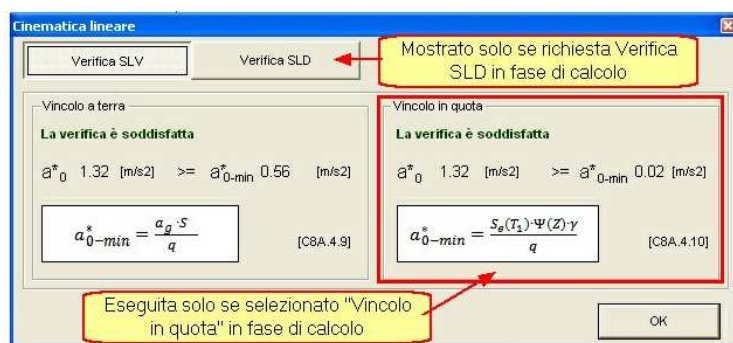 Cinematica lineare
Verifica SLV
Verifica SLD
Mostrato solo se richiesta Verifica
SLD in fase di calcolo
Vincolo a terra
La verifica è soddisfatta
a*0 1.32 [m/s2] >= a*0-min 0.56 [m/s2]
a*0−min = ag·S / q
[C8A.4.9]
Vincolo in quota
La verifica è soddisfatta
a*0 1.32 [m/s2] >= a*0-min 0.02 [m/s2]
a*0−min = Se(T1)·Ψ(Z)·γ / q
[C8A.4.10]
Eseguita solo se selezionato "Vincolo
in quota" in fase di calcolo
OK